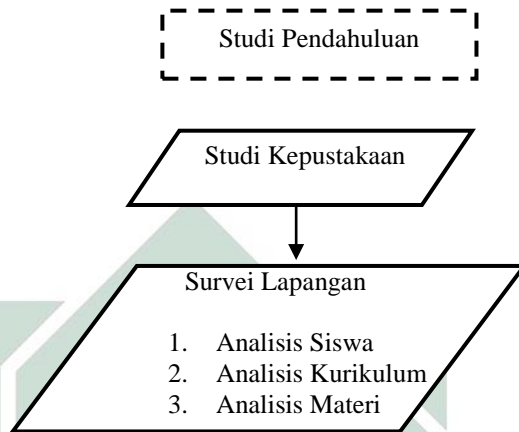 Studi Pendahuluan
Studi Kepustakaan
Survei Lapangan
1. Analisis Siswa
2. Analisis Kurikulum
3. Analisis Materi